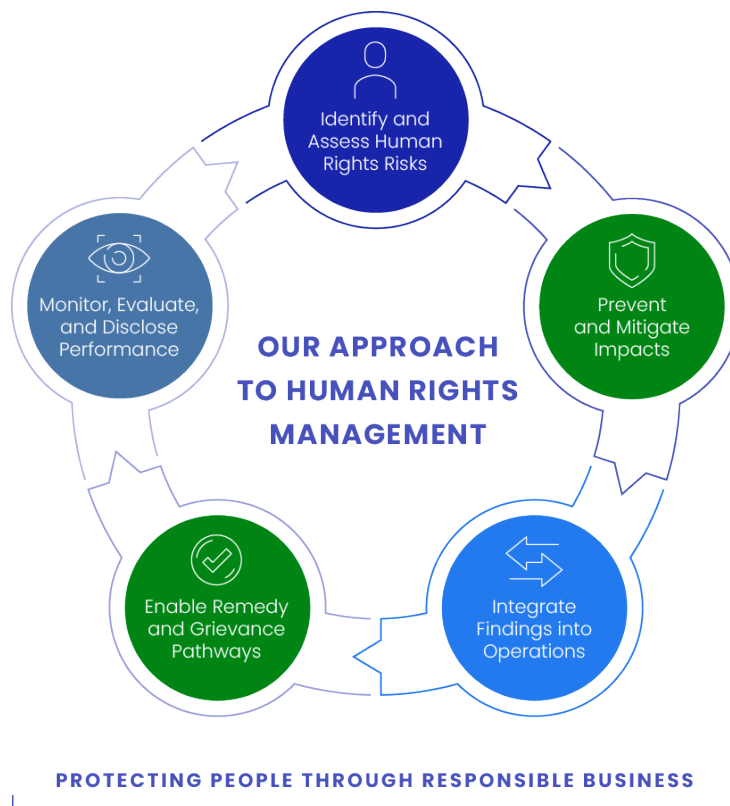 Identify and
Assess Human
Rights Risks
Prevent
and Mitigate
Impacts
Integrate
Findings into
Operations
Enable Remedy
and Grievance
Pathways
Monitor, Evaluate,
and Disclose
Performance
OUR APPROACH
TO HUMAN RIGHTS
MANAGEMENT
PROTECTING PEOPLE THROUGH RESPONSIBLE BUSINESS